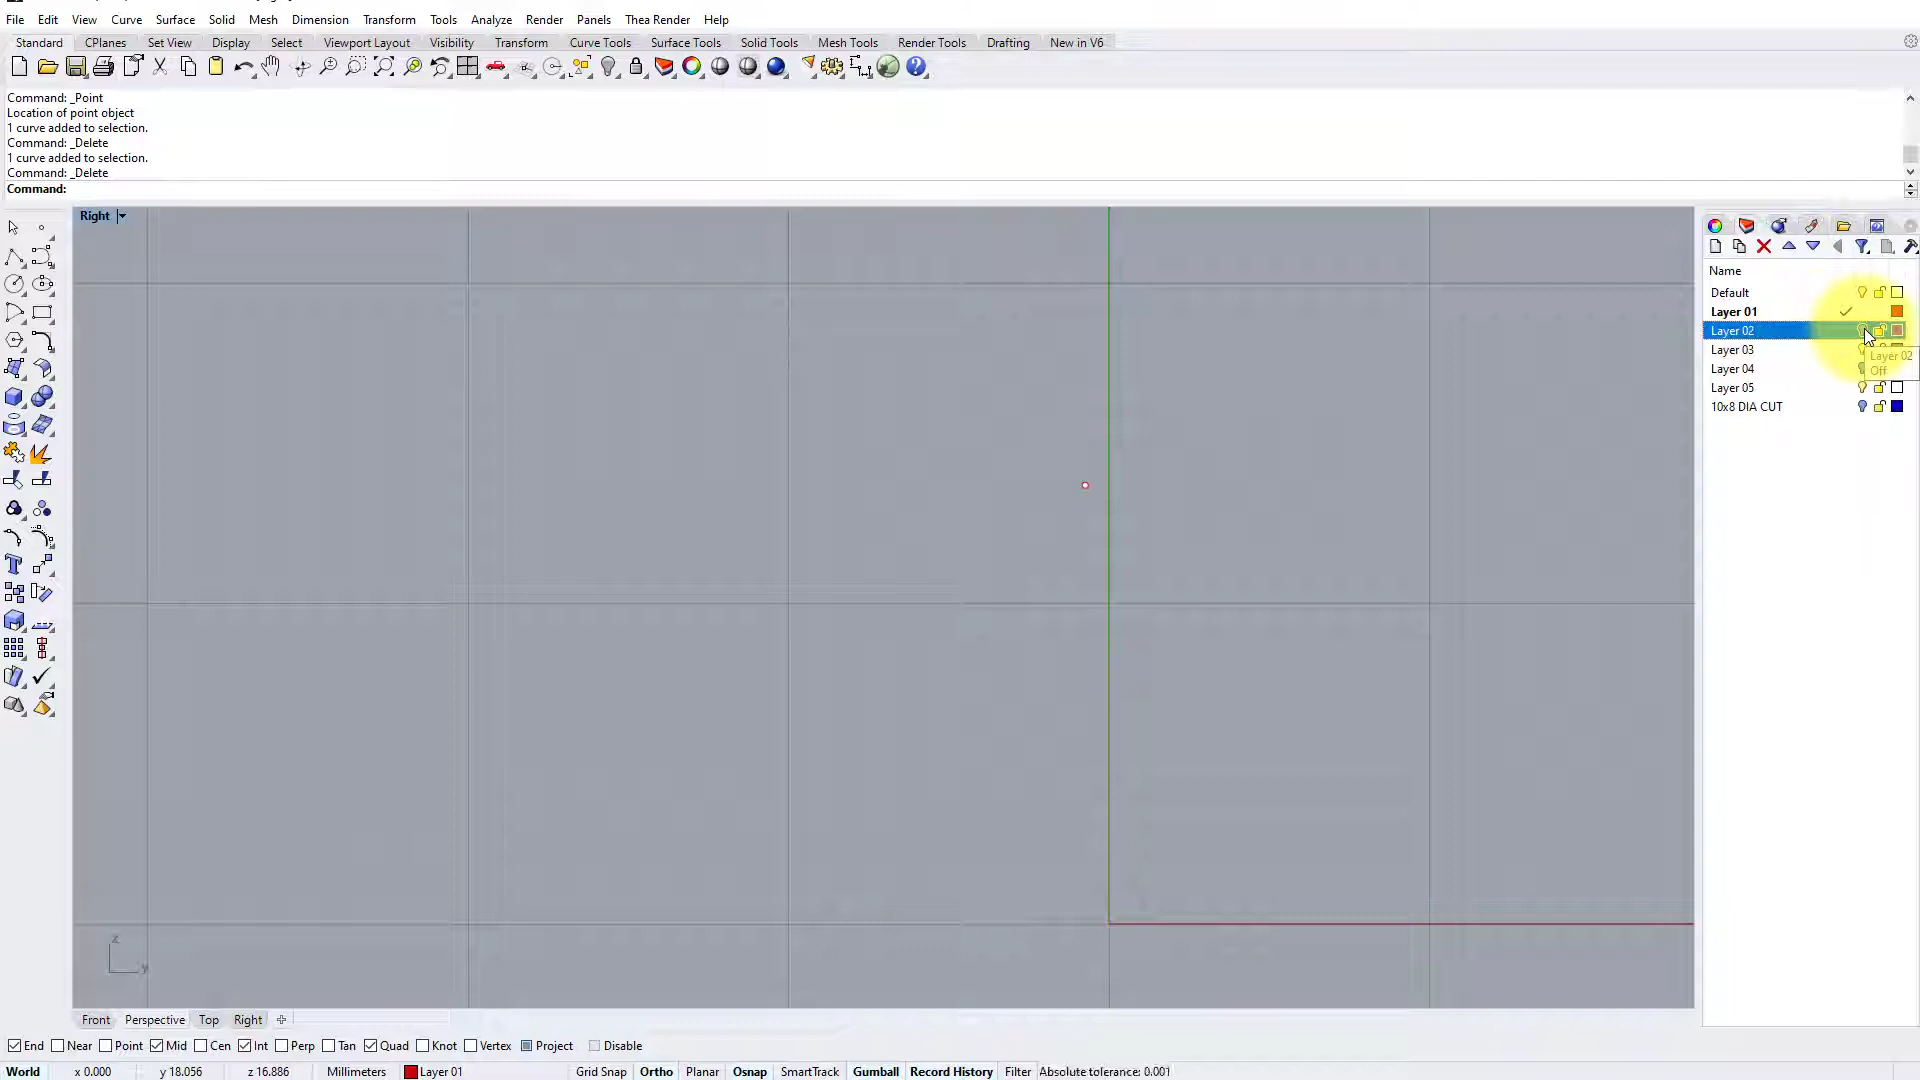 File Edit View Curve Surface Solid Mesh Dimension Transform Tools Analyze Render Panels Thea Render Help
Standard CPlanes Set View Display Select Viewport Layout Visibility Transform Curve Tools Surface Tools Solid Tools Mesh Tools Render Tools Drafting New in V6
Command: _Point
Location of point object
1 curve added to selection.
Command: _Delete
1 curve added to selection.
Command: _Delete
Command:
Right
Name
Default
Layer 01
Layer 02
Layer 03
Layer 02
Layer 04
Off
Layer 05
10x8 DIA CUT
z
y
Front Perspective Top Right
End Near Point Mid Cen Int Perp Tan Quad Knot Vertex Project Disable
World x 0.000 y 18.056 z 16.886 Millimeters Layer 01 Grid Snap Ortho Planar Osnap SmartTrack Gumball Record History Filter Absolute tolerance: 0.001